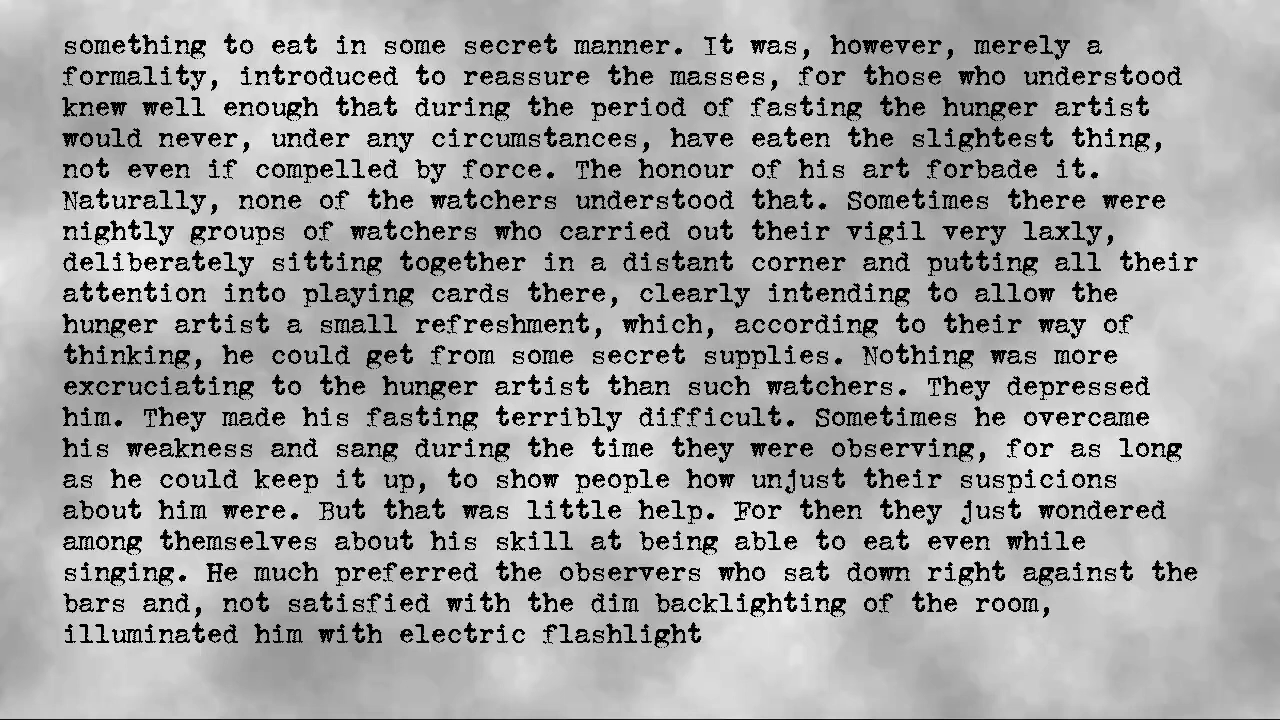 something to eat in some secret manner. It was, however, merely a
formality, introduced to reassure the masses, for those who understood
knew well enough that during the period of fasting the hunger artist
would never, under any circumstances, have eaten the slightest thing,
not even if compelled by force. The honour of his art forbade it.
Naturally, none of the watchers understood that. Sometimes there were
nightly groups of watchers who carried out their vigil very laxly,
deliberately sitting together in a distant corner and putting all their
attention into playing cards there, clearly intending to allow the
hunger artist a small refreshment, which, according to their way of
thinking, he could get from some secret supplies. Nothing was more
excruciating to the hunger artist than such watchers. They depressed
him. They made his fasting terribly difficult. Sometimes he overcame
his weakness and sang during the time they were observing, for as long
as he could keep it up, to show people how unjust their suspicions
about him were. But that was little help. For then they just wondered
among themselves about his skill at being able to eat even while
singing. He much preferred the observers who sat down right against the
bars and, not satisfied with the dim backlighting of the room,
illuminated him with electric flashlight